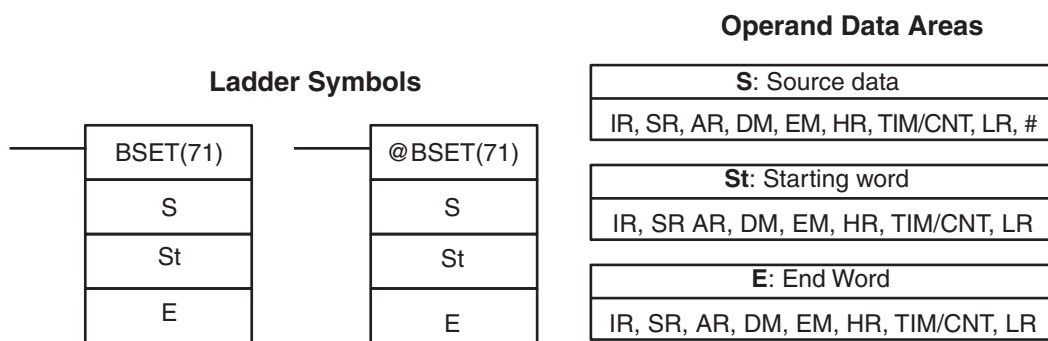 Operand Data Areas
Ladder Symbols
BSET(71)
S
St
E
@BSET(71)
S
St
E
S: Source data
IR, SR, AR, DM, EM, HR, TIM/CNT, LR, #
St: Starting word
IR, SR AR, DM, EM, HR, TIM/CNT, LR
E: End Word
IR, SR, AR, DM, EM, HR, TIM/CNT, LR